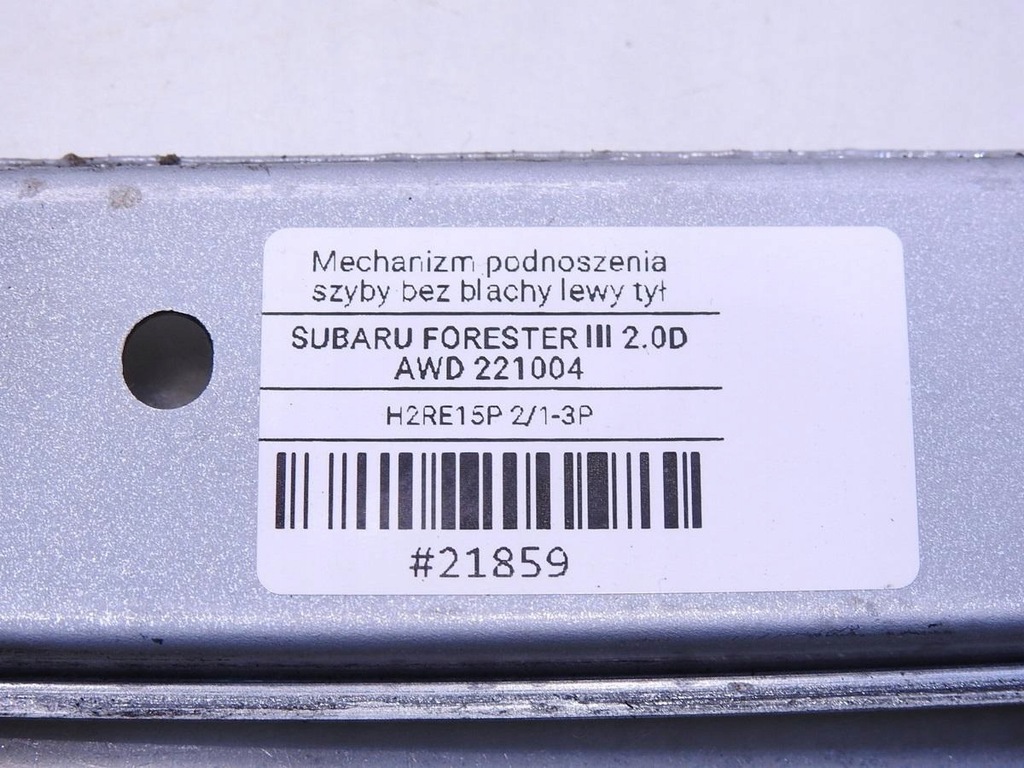 Mechanizm podnoszenia
szyby bez blachy lewy tył
SUBARU FORESTER III 2.0D
AWD 221004
H2RE15P 2/1-3P
#21859